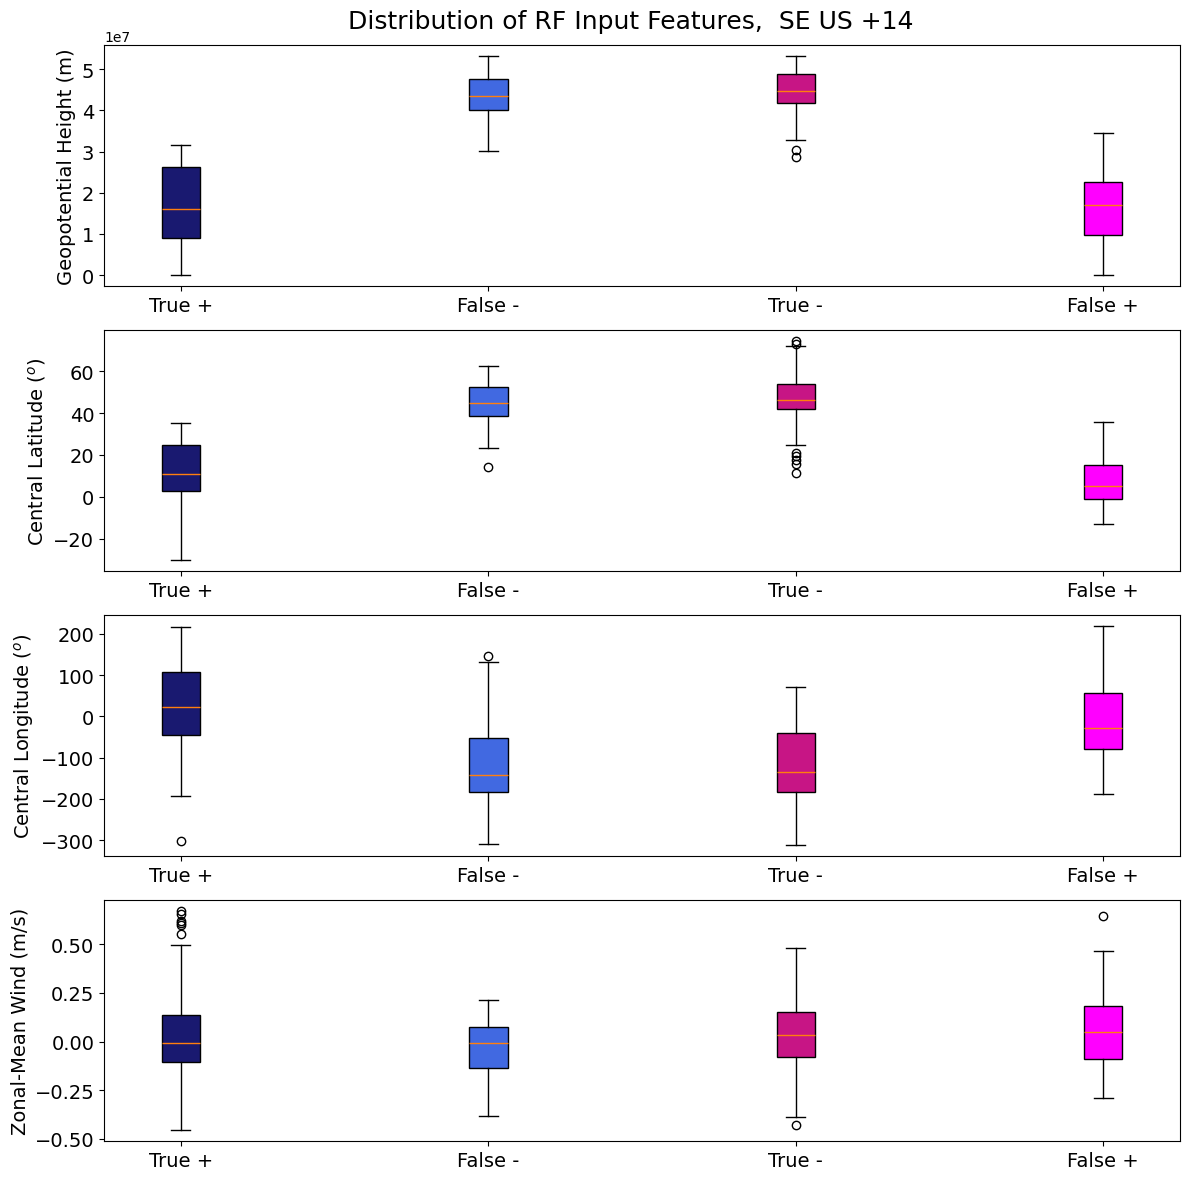 Distribution of RF Input Features,  SE US +14
1e7
Geopotential Height (m)
5
4
3
2
1
0
True +
False -
True -
False +
Central Latitude (º)
60
40
20
0
−20
True +
False -
True -
False +
Central Longitude (º)
200
100
0
−100
−200
−300
True +
False -
True -
False +
Zonal-Mean Wind (m/s)
0.50
0.25
0.00
−0.25
−0.50
True +
False -
True -
False +